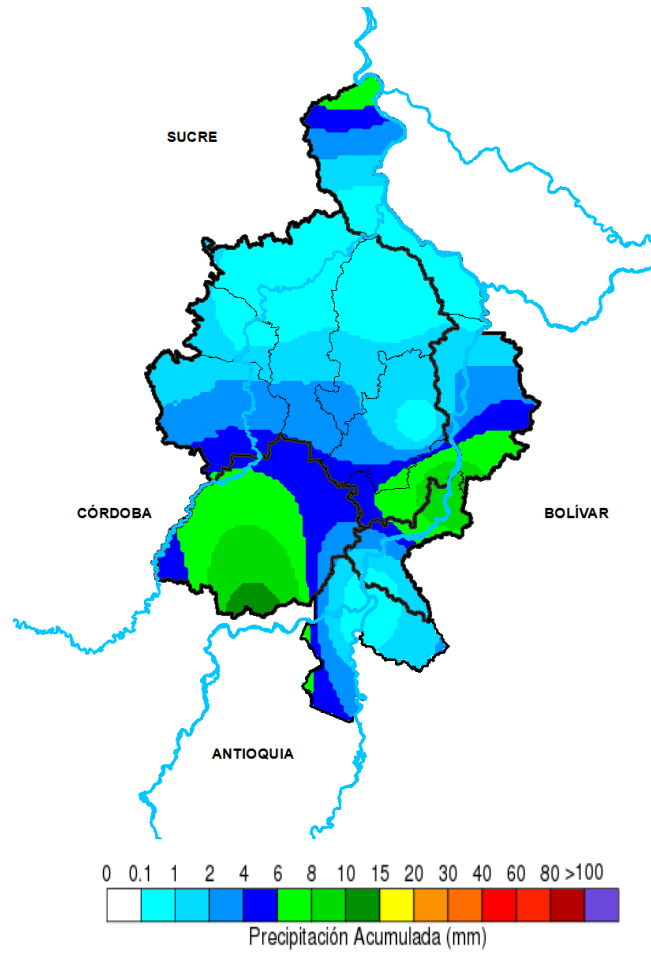 SUCRE
CÓRDOBA
BOLÍVAR
ANTIOQUIA
0 0.1 1 2 4 6 8 10 15 20 30 40 60 80 >100
Precipitación Acumulada (mm)